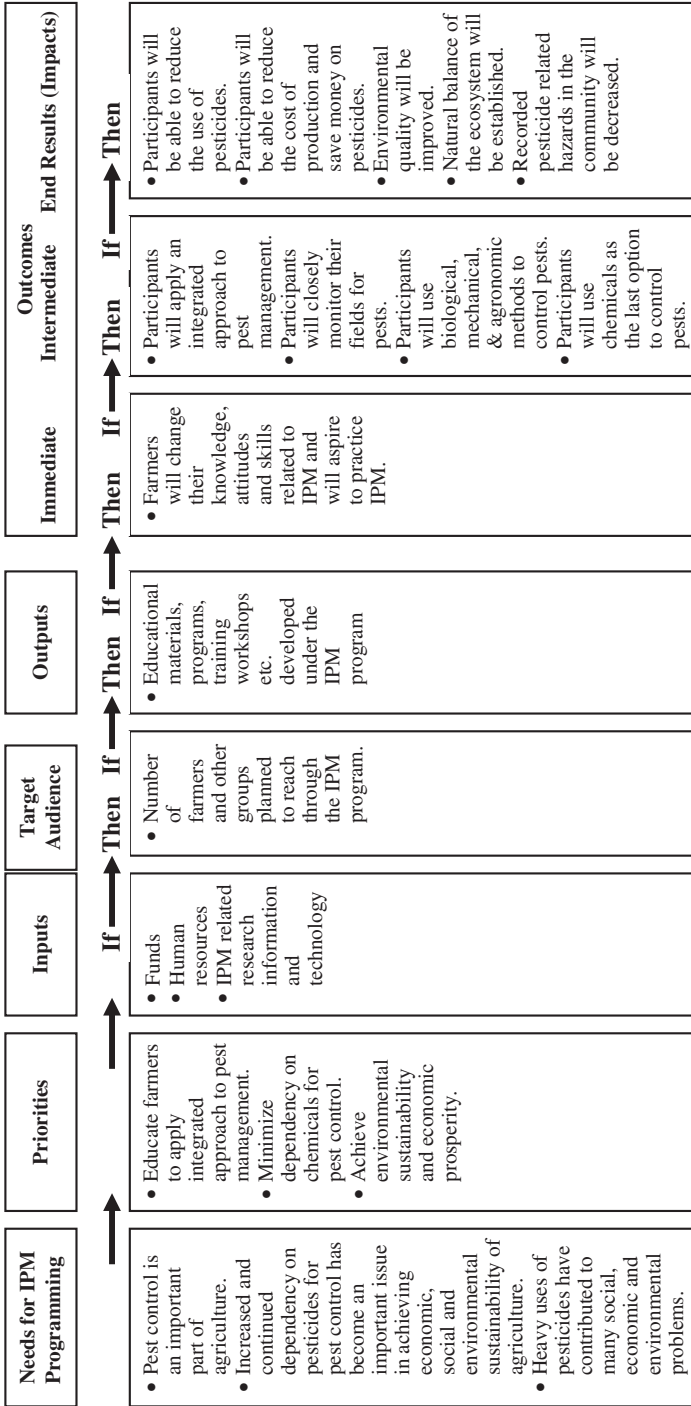 Needs for IPM
Programming
Priorities
Inputs
Target
Audience
Outputs
Outcomes
Immediate
Intermediate
End Results (Impacts)
If
Then
If
Then
If
Then
If
Then
If
Then
• Pest control is
an important
part of
agriculture.
• Increased and
continued
dependency on
pesticides for
pest control has
become an
important issue
in achieving
economic,
social and
environmental
sustainability of
agriculture.
• Heavy uses of
pesticides have
contributed to
many social,
economic and
environmental
problems.
• Educate farmers
to apply
integrated
approach to pest
management.
• Minimize
dependency on
chemicals for
pest control.
• Achieve
environmental
sustainability
and economic
prosperity.
• Funds
• Human
resources
• IPM related
research
information
and
technology
• Number
of
farmers
and other
groups
planned
to reach
through
the IPM
program.
• Educational
materials,
programs,
training
workshops
etc.
developed
under the
IPM
program
• Farmers
will change
their
knowledge,
attitudes
and skills
related to
IPM and
will aspire
to practice
IPM.
• Participants
will apply an
integrated
approach to
pest
management.
• Participants
will closely
monitor their
fields for
pests.
• Participants
will use
biological,
mechanical,
& agronomic
methods to
control pests.
• Participants
will use
chemicals as
the last option
to control
pests.
• Participants will
be able to reduce
the use of
pesticides.
• Participants will
be able to reduce
the cost of
production and
save money on
pesticides.
• Environmental
quality will be
improved.
• Natural balance of
the ecosystem will
be established.
• Recorded
pesticide related
hazards in the
community will
be decreased.